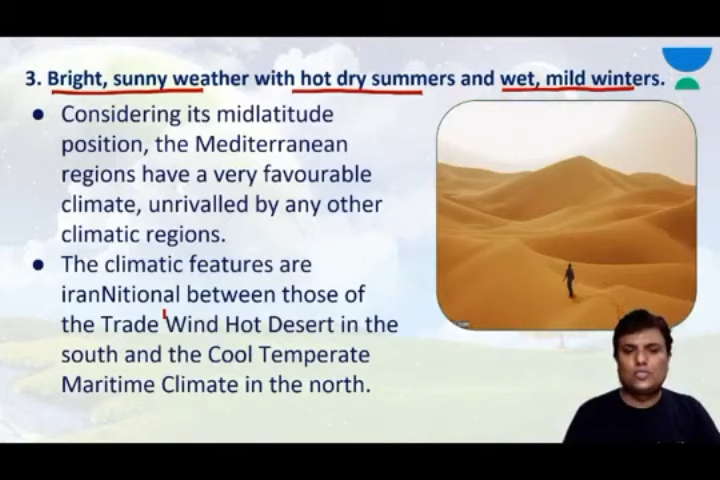 3. Bright, sunny weather with hot dry summers and wet, mild winters.
● Considering its midlatitude
position, the Mediterranean
regions have a very favourable
climate, unrivalled by any other
climatic regions.
● The climatic features are
iranNitional between those of
the Trade Wind Hot Desert in the
south and the Cool Temperate
Maritime Climate in the north.